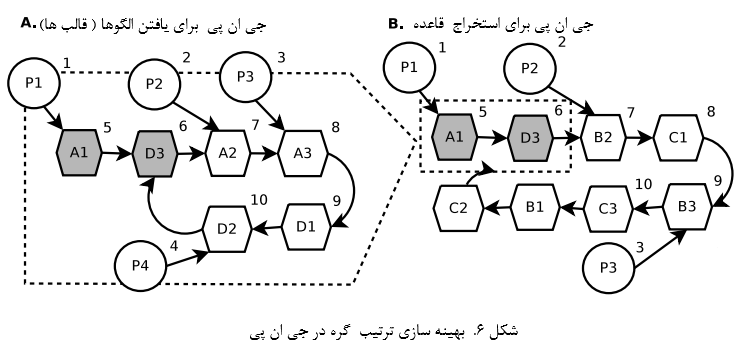 A. جی ان پی برای یافتن الگوها ( قالب ها)
P1 1
P2 2
P3 3
A1 5
D3 6
A2 7
A3 8
D2 10
D1 9
P4 4
B. جی ان پی برای استخراج قاعده
P1 1
P2 2
A1 5
D3 6
B2 7
C1 8
C2
B1
C3 10
B3 9
P3 3
شکل ۶. بهینه سازی ترتیب گره در جی ان پی